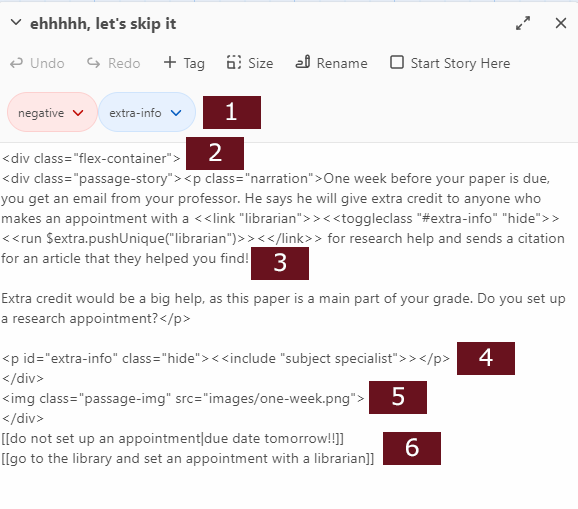 ehhhhh, let's skip it
Undo Redo + Tag Size Rename Start Story Here
negative extra-info 1
<div class="flex-container"> 2
<div class="passage-story"><p class="narration">One week before your paper is due,
you get an email from your professor. He says he will give extra credit to anyone who
makes an appointment with a <<link "librarian">><<toggleclass "#extra-info" "hide">>
<<run $extra.pushUnique("librarian")>><</link>> for research help and sends a citation
for an article that they helped you find! 3
Extra credit would be a big help, as this paper is a main part of your grade. Do you set up
a research appointment?</p>
<p id="extra-info" class="hide"><<include "subject specialist">></p> 4
</div>
<img class="passage-img" src="images/one-week.png"> 5
</div>
[[do not set up an appointment|due date tomorrow!!]]
[[go to the library and set an appointment with a librarian]] 6